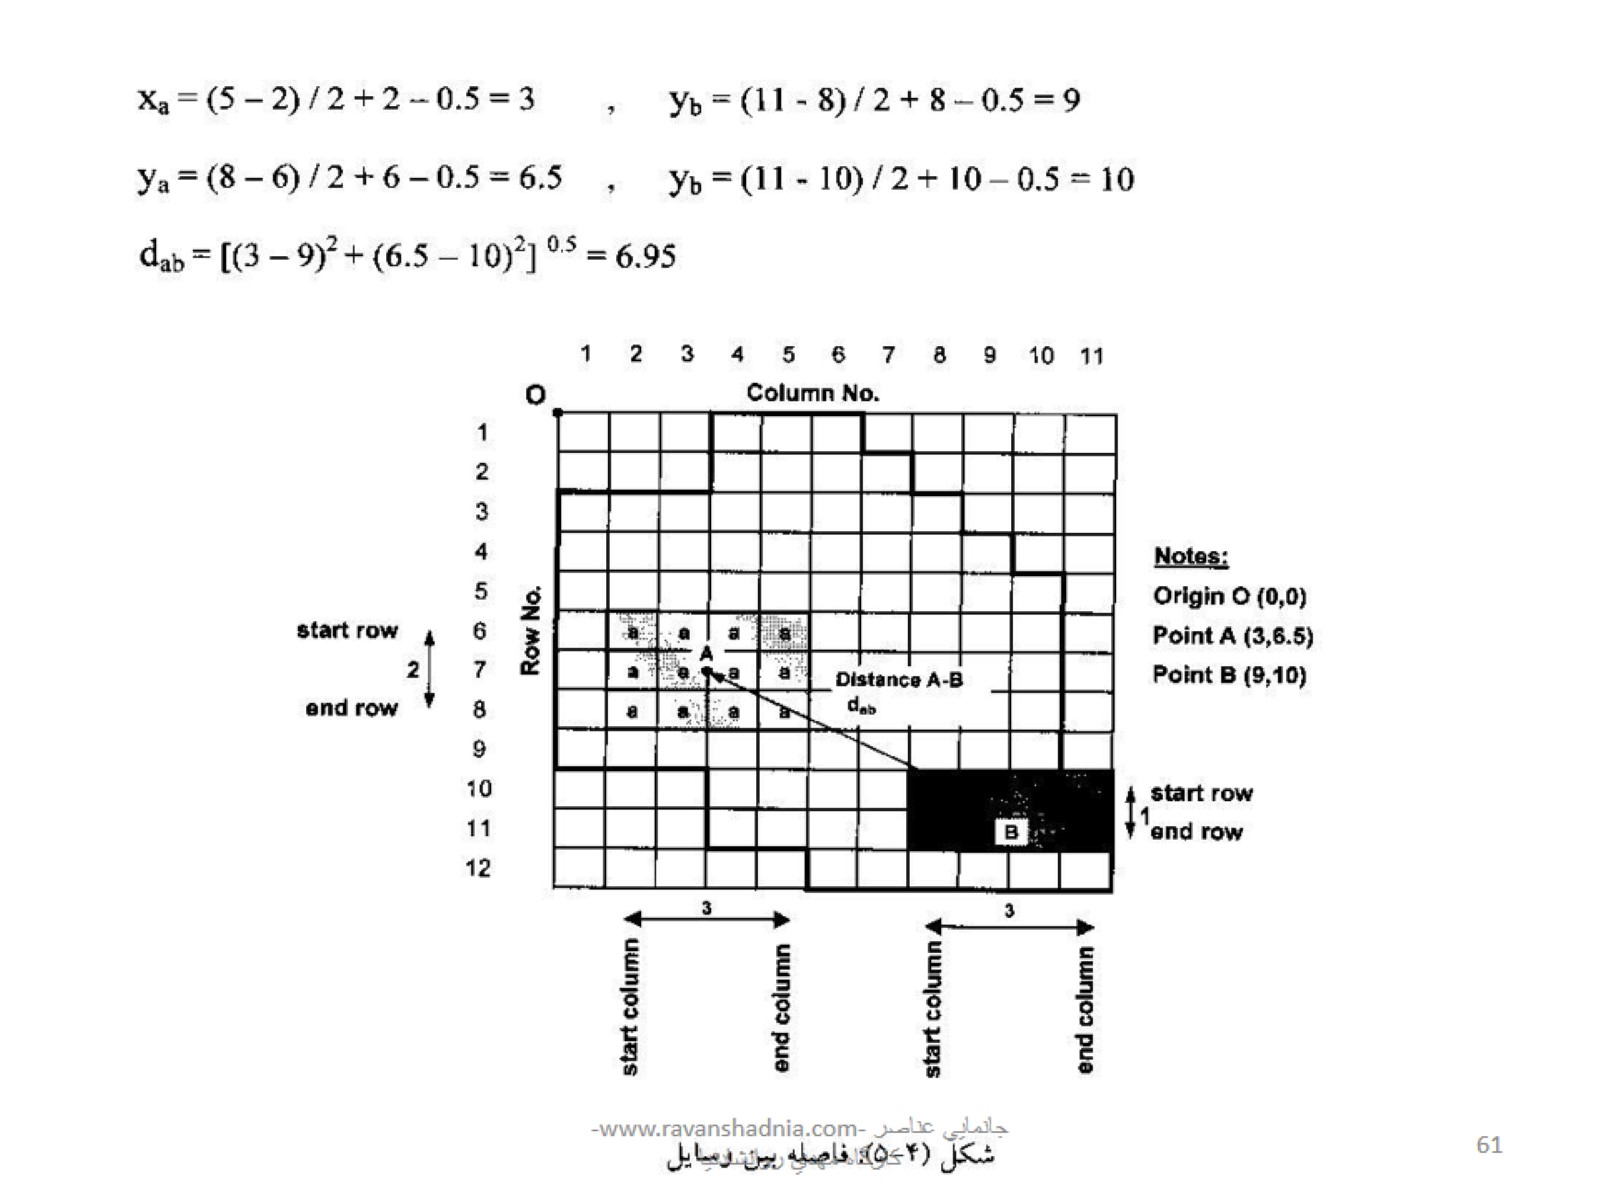 xa = (5 – 2) / 2 + 2 – 0.5 = 3 , yb = (11 - 8) / 2 + 8 – 0.5 = 9
ya = (8 – 6) / 2 + 6 – 0.5 = 6.5 , yb = (11 - 10) / 2 + 10 – 0.5 = 10
dab = [(3 – 9)² + (6.5 – 10)²] 0.5 = 6.95
1 2 3 4 5 6 7 8 9 10 11
O Column No.
Row No.
1
2
3
4
5
6
7
8
9
10
11
12
start row
2
end row
a a a a
A
a a a a
a a a a
Distance A-B
dab
B
Notes:
Origin O (0,0)
Point A (3,6.5)
Point B (9,10)
start row
1
end row
3
3
start column
end column
start column
end column
جانمایی عناصر -www.ravanshadnia.com-
شکل (۴-۵): فاصله بین وسایل
61